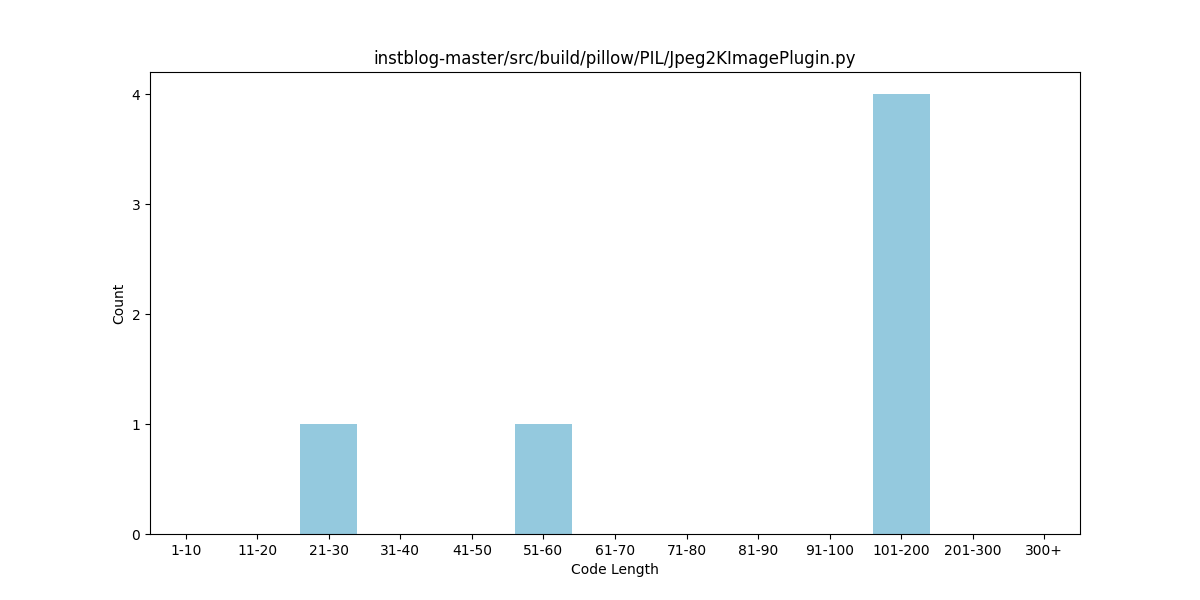 instblog-master/src/build/pillow/PIL/Jpeg2KImagePlugin.py
4
3
2
1
0
Count
1-10 11-20 21-30 31-40 41-50 51-60 61-70 71-80 81-90 91-100 101-200 201-300 300+
Code Length